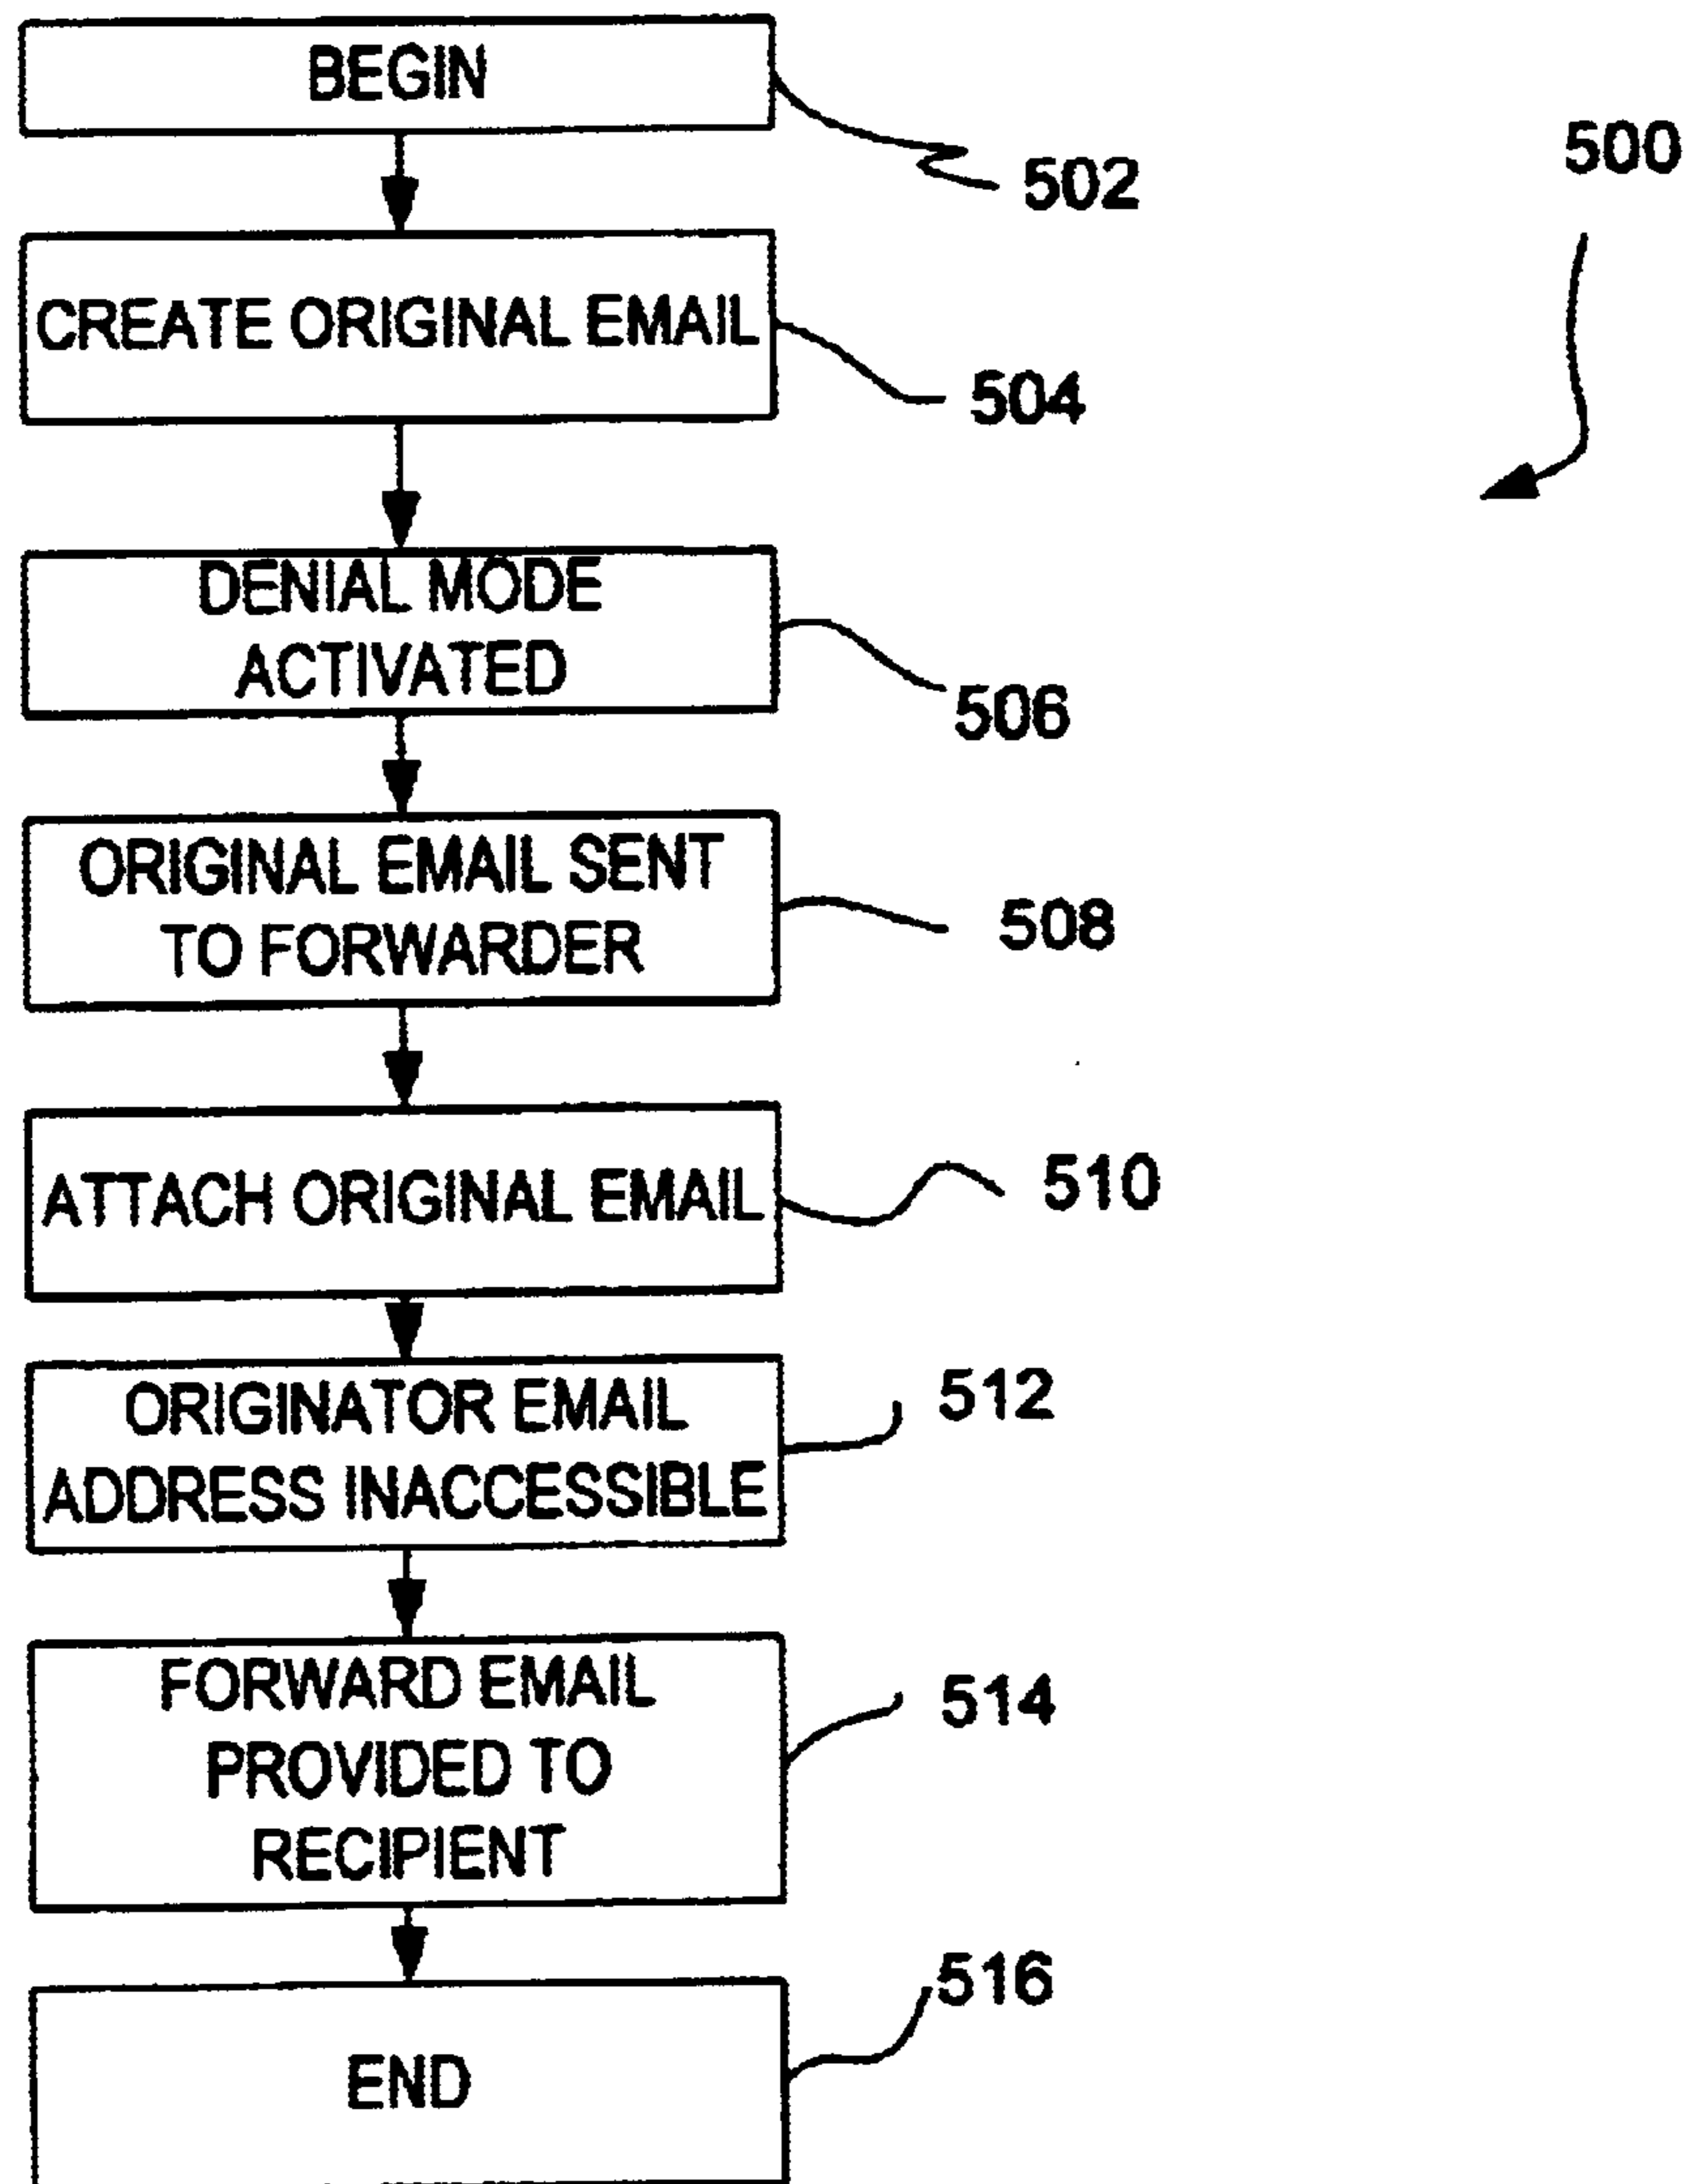 BEGIN
502
500
CREATE ORIGINAL EMAIL
504
DENIAL MODE
ACTIVATED
506
ORIGINAL EMAIL SENT
TO FORWARDER
508
ATTACH ORIGINAL EMAIL
510
ORIGINATOR EMAIL
ADDRESS INACCESSIBLE
512
FORWARD EMAIL
PROVIDED TO
RECIPIENT
514
END
516